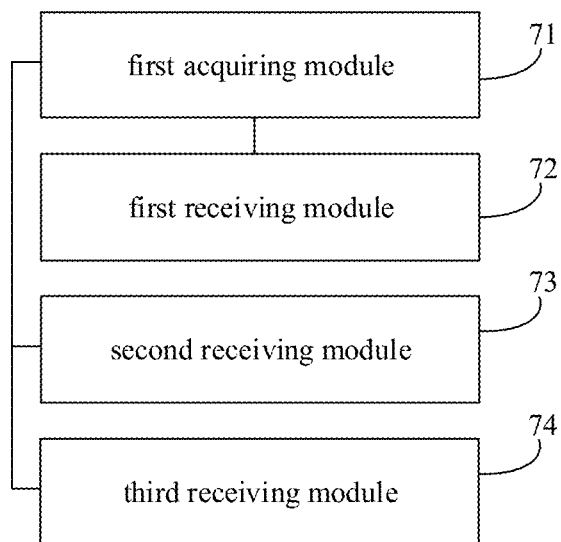 71
first acquiring module
72
first receiving module
73
second receiving module
74
third receiving module